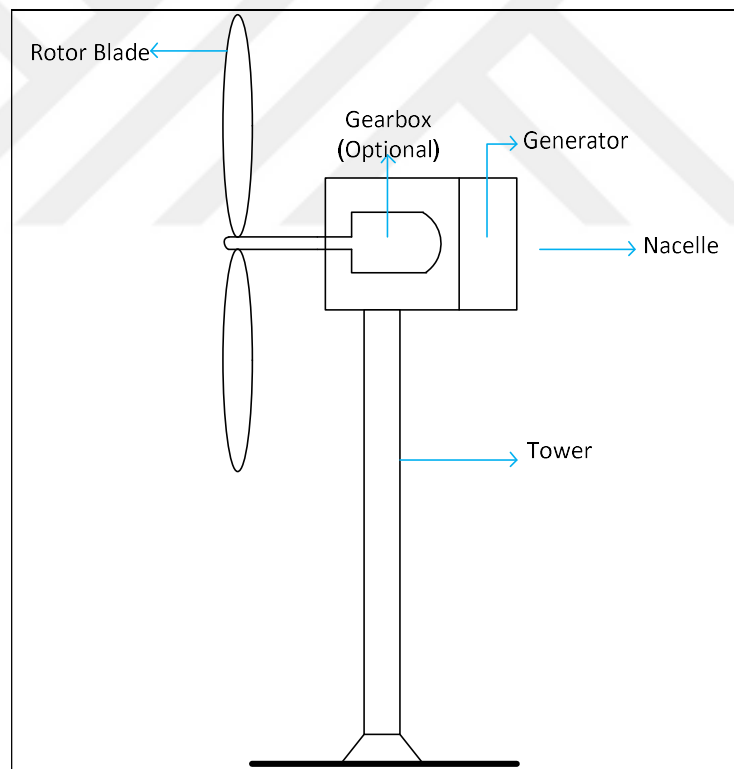 Rotor Blade
Gearbox
(Optional)
Generator
Nacelle
Tower